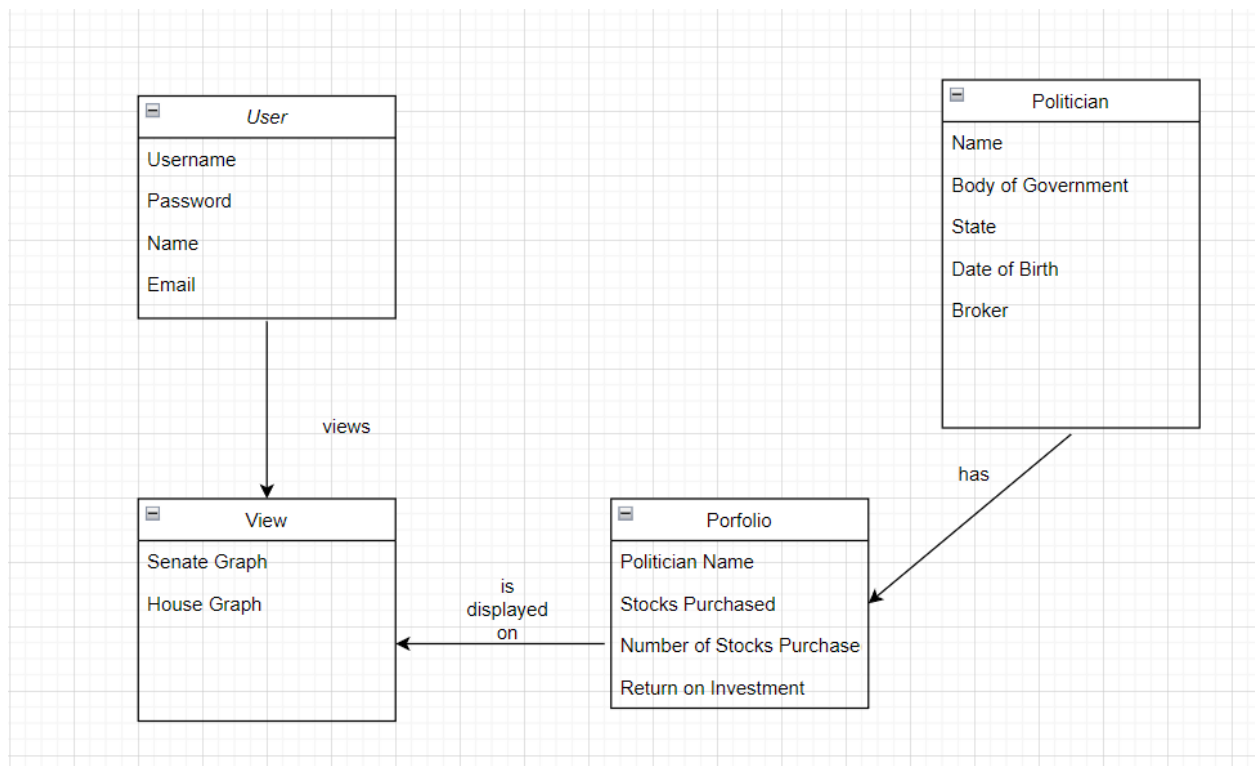 User
Username
Password
Name
Email
views
View
Senate Graph
House Graph
is
displayed
on
Porfolio
Politician Name
Stocks Purchased
Number of Stocks Purchase
Return on Investment
has
Politician
Name
Body of Government
State
Date of Birth
Broker